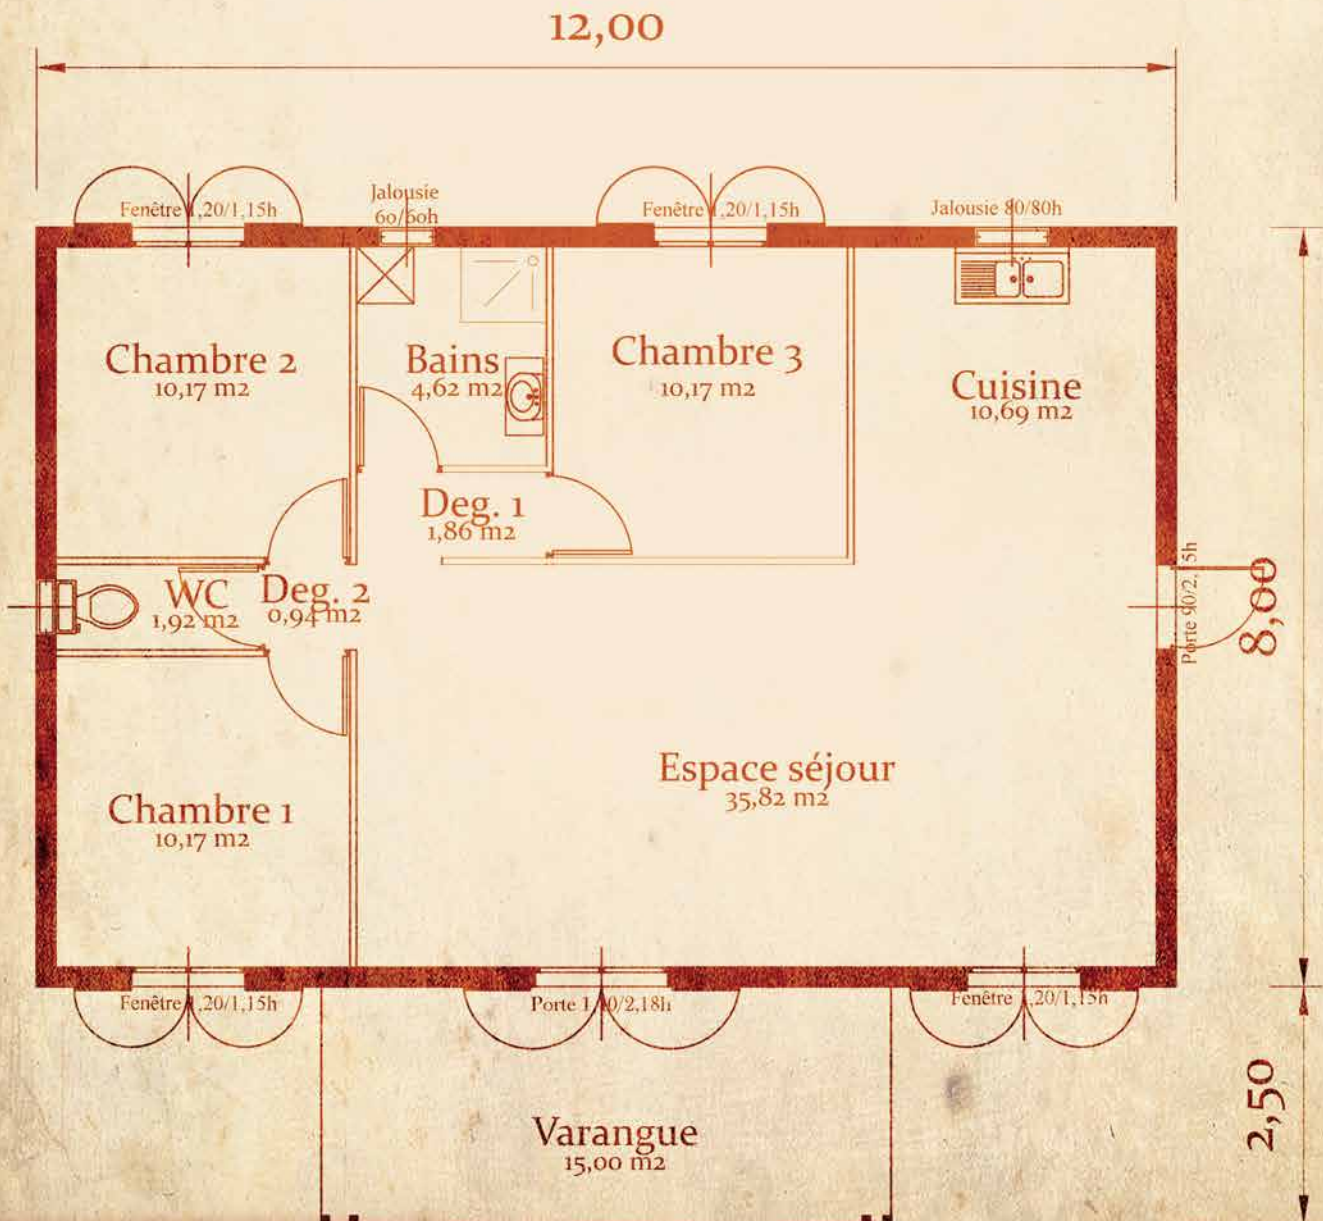 12,00
Fenêtre 1,20/1,15h
Jalousie
60/60h
Fenêtre 1,20/1,15h
Jalousie 80/80h
Chambre 2
10,17 m2
Bains
4,62 m2
Chambre 3
10,17 m2
Cuisine
10,69 m2
Deg. 1
1,86 m2
WC
1,92 m2
Deg. 2
0,94 m2
Porte 90/2,15h
8,00
Espace séjour
35,82 m2
Chambre 1
10,17 m2
Fenêtre 1,20/1,15h
Porte 1,40/2,18h
Fenêtre 1,20/1,15h
Varangue
15,00 m2
2,50